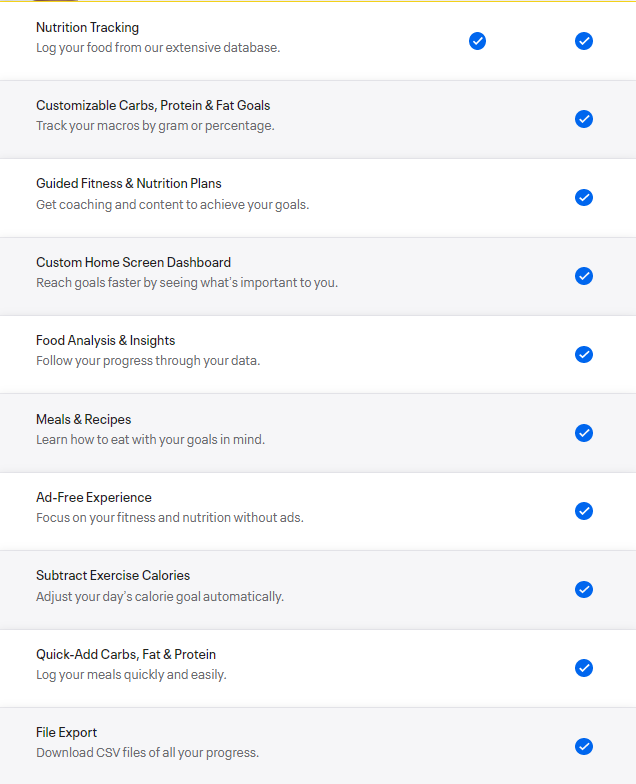 Nutrition Tracking
Log your food from our extensive database.
Customizable Carbs, Protein & Fat Goals
Track your macros by gram or percentage.
Guided Fitness & Nutrition Plans
Get coaching and content to achieve your goals.
Custom Home Screen Dashboard
Reach goals faster by seeing what's important to you.
Food Analysis & Insights
Follow your progress through your data.
Meals & Recipes
Learn how to eat with your goals in mind.
Ad-Free Experience
Focus on your fitness and nutrition without ads.
Subtract Exercise Calories
Adjust your day's calorie goal automatically.
Quick-Add Carbs, Fat & Protein
Log your meals quickly and easily.
File Export
Download CSV files of all your progress.